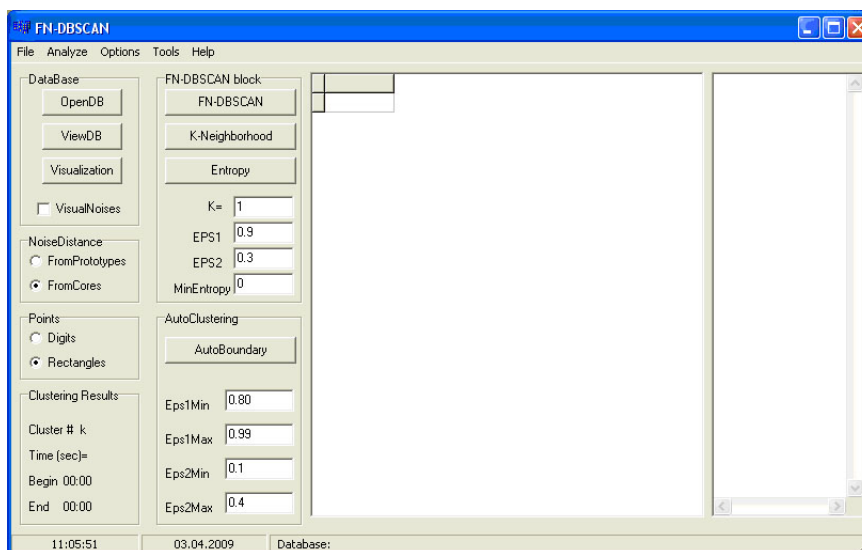 FN-DBSCAN
File Analyze Options Tools Help
DataBase
OpenDB
ViewDB
Visualization
VisualNoises
NoiseDistance
FromPrototypes
FromCores
Points
Digits
Rectangles
Clustering Results
Cluster # k
Time (sec)=
Begin 00:00
End 00:00
FN-DBSCAN block
FN-DBSCAN
K-Neighborhood
Entropy
K= 1
EPS1 0.9
EPS2 0.3
MinEntropy 0
AutoClustering
AutoBoundary
Eps1Min 0.80
Eps1Max 0.99
Eps2Min 0.1
Eps2Max 0.4
11:05:51 03.04.2009 Database: